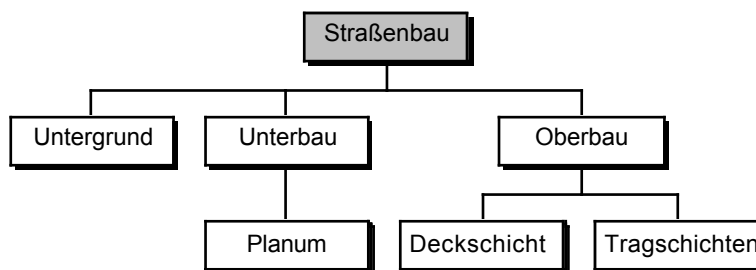 Straßenbau
Untergrund
Unterbau
Oberbau
Planum
Deckschicht
Tragschichten